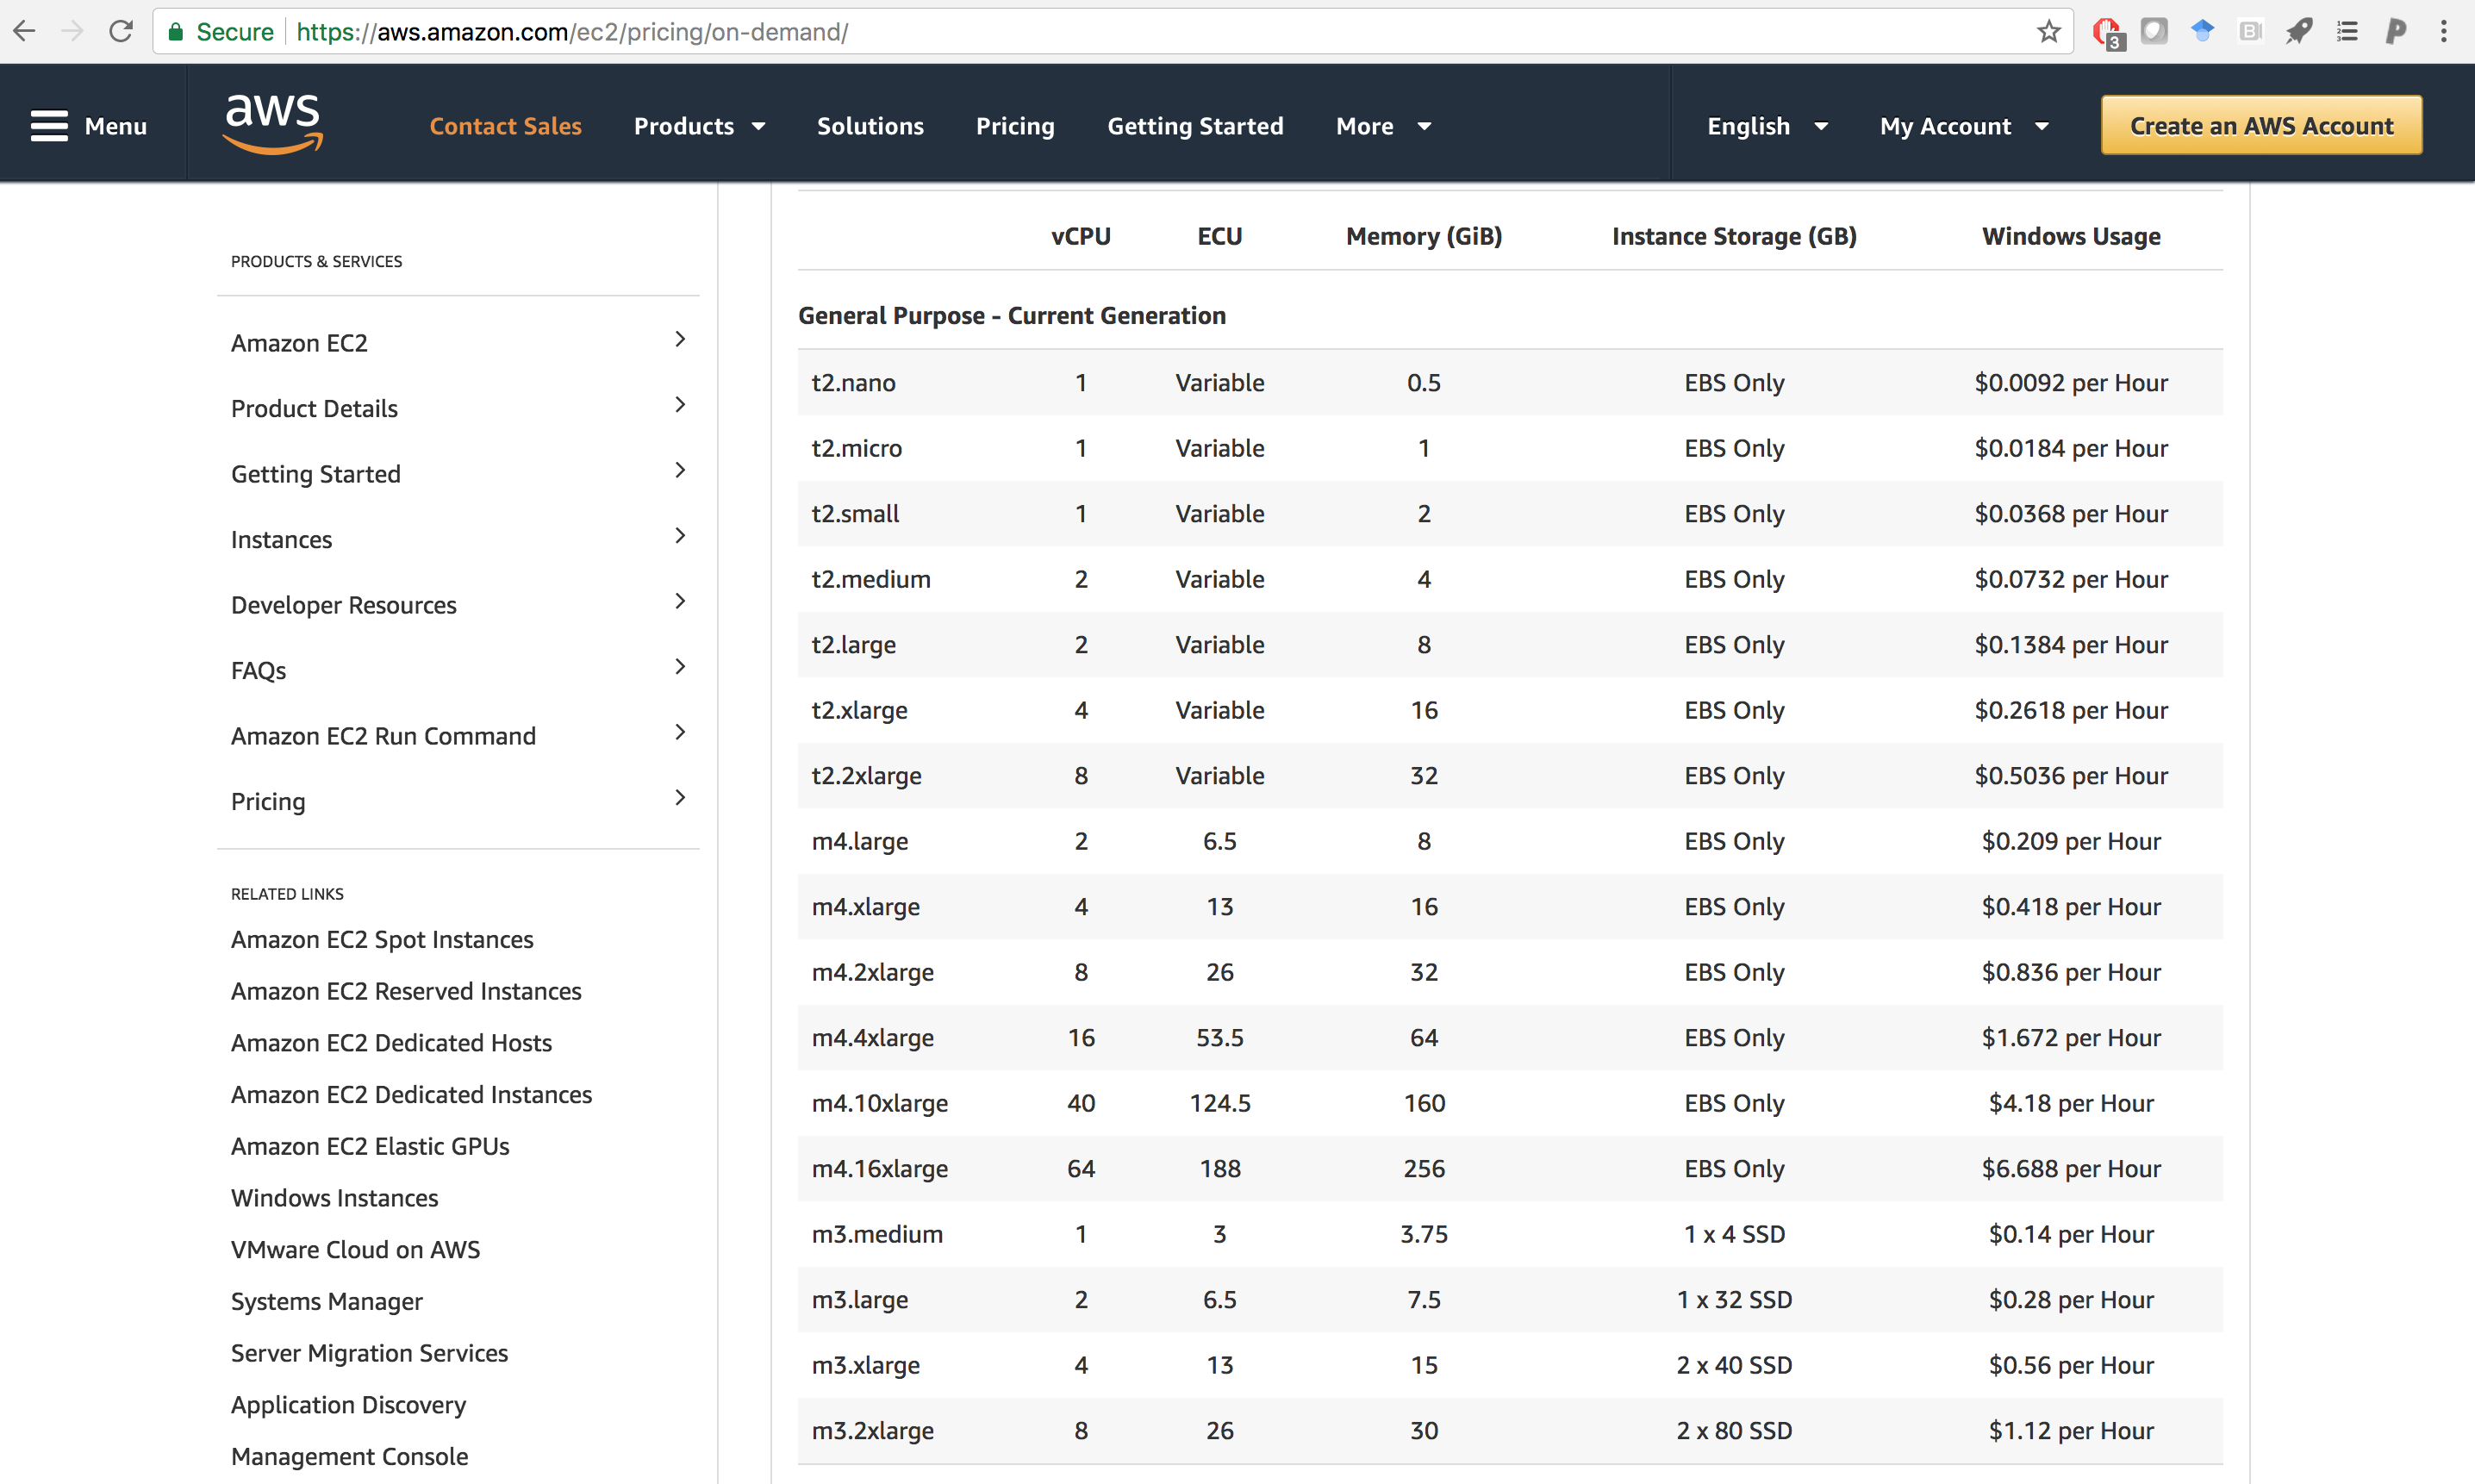 Secure https://aws.amazon.com/ec2/pricing/on-demand/ 3
Menu aws Contact Sales Products Solutions Pricing Getting Started More English My Account Create an AWS Account
PRODUCTS & SERVICES
Amazon EC2
Product Details
Getting Started
Instances
Developer Resources
FAQs
Amazon EC2 Run Command
Pricing
RELATED LINKS
Amazon EC2 Spot Instances
Amazon EC2 Reserved Instances
Amazon EC2 Dedicated Hosts
Amazon EC2 Dedicated Instances
Amazon EC2 Elastic GPUs
Windows Instances
VMware Cloud on AWS
Systems Manager
Server Migration Services
Application Discovery
Management Console
vCPU ECU Memory (GiB) Instance Storage (GB) Windows Usage
General Purpose - Current Generation
t2.nano 1 Variable 0.5 EBS Only $0.0092 per Hour
t2.micro 1 Variable 1 EBS Only $0.0184 per Hour
t2.small 1 Variable 2 EBS Only $0.0368 per Hour
t2.medium 2 Variable 4 EBS Only $0.0732 per Hour
t2.large 2 Variable 8 EBS Only $0.1384 per Hour
t2.xlarge 4 Variable 16 EBS Only $0.2618 per Hour
t2.2xlarge 8 Variable 32 EBS Only $0.5036 per Hour
m4.large 2 6.5 8 EBS Only $0.209 per Hour
m4.xlarge 4 13 16 EBS Only $0.418 per Hour
m4.2xlarge 8 26 32 EBS Only $0.836 per Hour
m4.4xlarge 16 53.5 64 EBS Only $1.672 per Hour
m4.10xlarge 40 124.5 160 EBS Only $4.18 per Hour
m4.16xlarge 64 188 256 EBS Only $6.688 per Hour
m3.medium 1 3 3.75 1 x 4 SSD $0.14 per Hour
m3.large 2 6.5 7.5 1 x 32 SSD $0.28 per Hour
m3.xlarge 4 13 15 2 x 40 SSD $0.56 per Hour
m3.2xlarge 8 26 30 2 x 80 SSD $1.12 per Hour